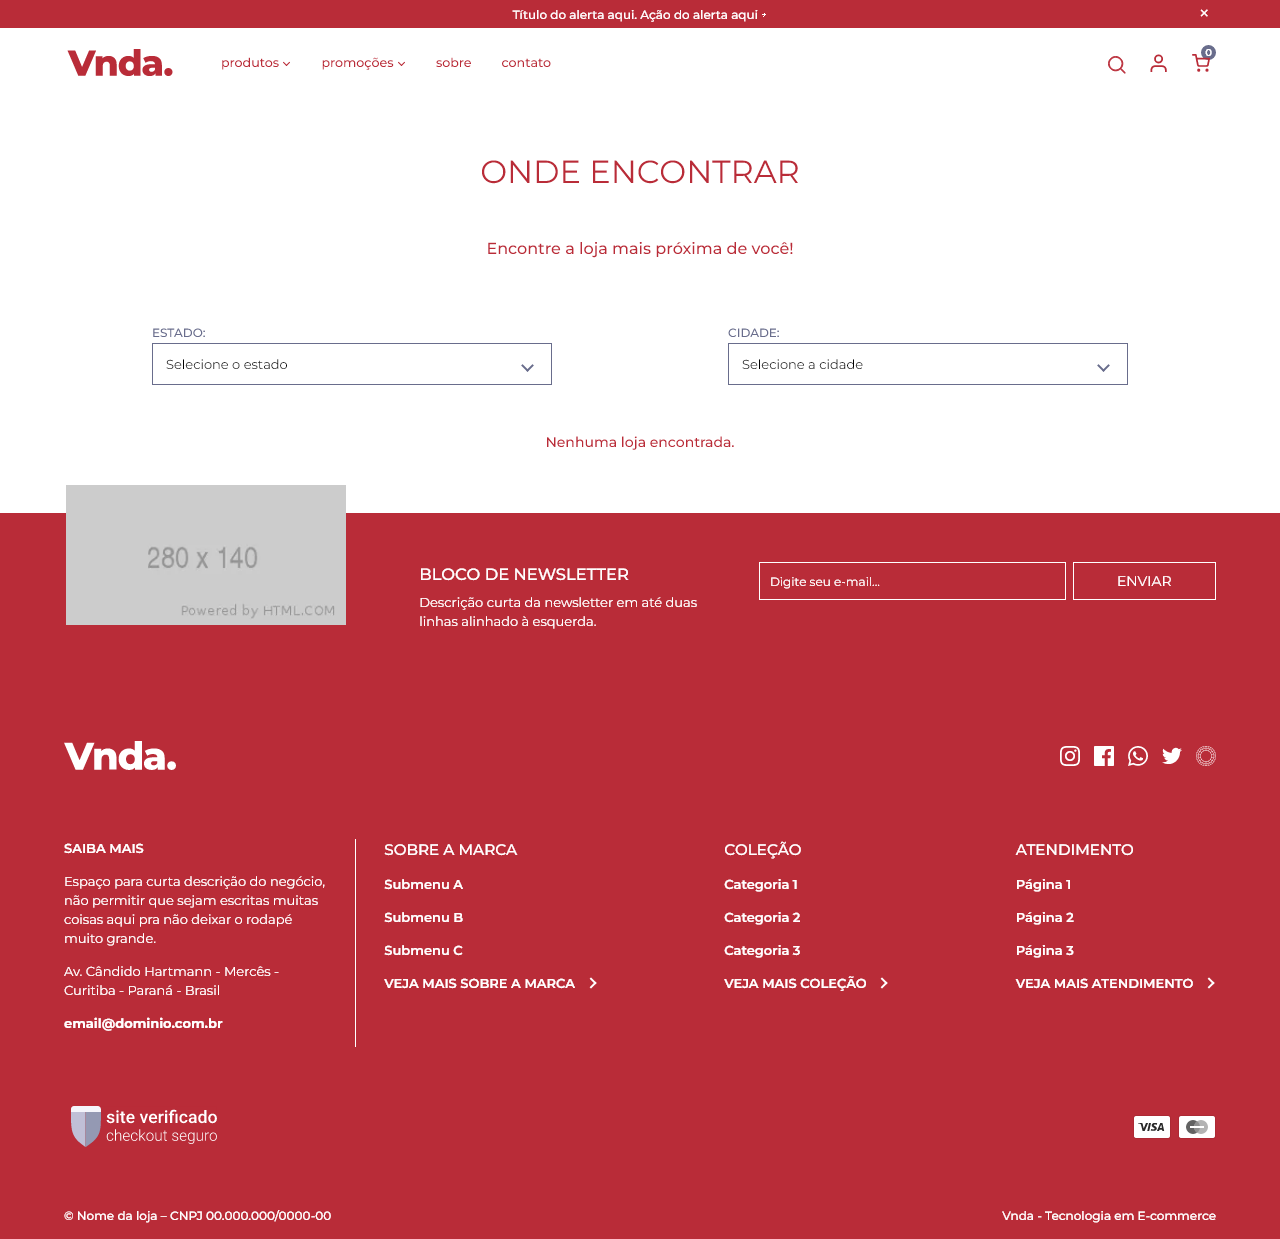 Título do alerta aqui. Ação do alerta aqui +
×
Vnda.
produtos
promoções
sobre
contato
0
ONDE ENCONTRAR
Encontre a loja mais próxima de você!
ESTADO:
Selecione o estado
CIDADE:
Selecione a cidade
Nenhuma loja encontrada.
280 x 140
Powered by HTML.COM
BLOCO DE NEWSLETTER
Descrição curta da newsletter em até duas
linhas alinhado à esquerda.
Digite seu e-mail...
ENVIAR
Vnda.
SAIBA MAIS
Espaço para curta descrição do negócio,
não permitir que sejam escritas muitas
coisas aqui pra não deixar o rodapé
muito grande.
Av. Cândido Hartmann - Mercês -
Curitiba - Paraná - Brasil
email@dominio.com.br
SOBRE A MARCA
Submenu A
Submenu B
Submenu C
VEJA MAIS SOBRE A MARCA
COLEÇÃO
Categoria 1
Categoria 2
Categoria 3
VEJA MAIS COLEÇÃO
ATENDIMENTO
Página 1
Página 2
Página 3
VEJA MAIS ATENDIMENTO
site verificado
checkout seguro
VISA
© Nome da loja – CNPJ 00.000.000/0000-00
Vnda - Tecnologia em E-commerce